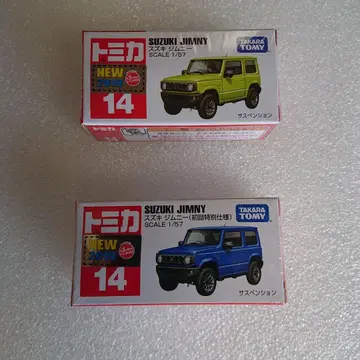 トミカ
SUZUKI JIMNY
スズキ ジムニー
SCALE 1/57
TAKARA TOMY
NEW
14
サスペンション
トミカ
SUZUKI JIMNY
スズキ ジムニー(初回特別仕様)
SCALE 1/57
TAKARA TOMY
NEW
14
サスペンション